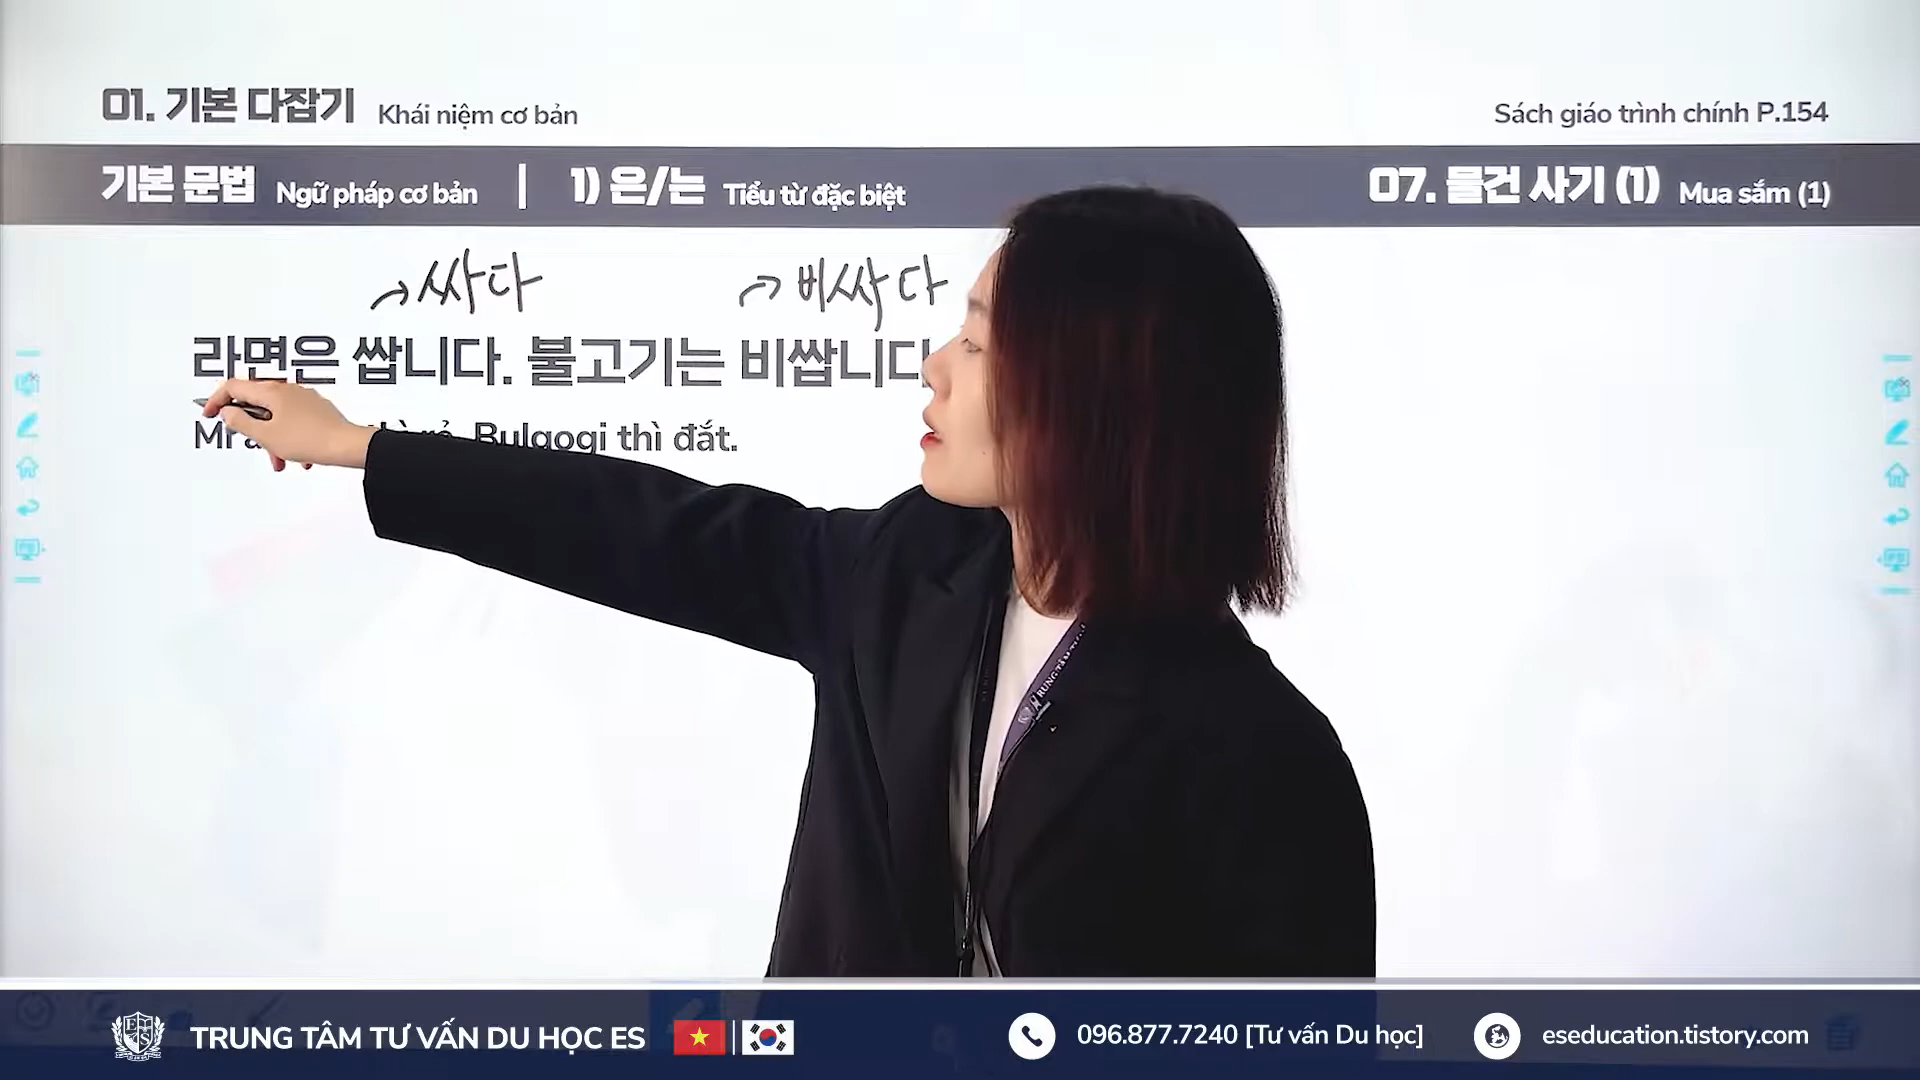 01. 기본 다잡기 Khái niệm cơ bản
Sách giáo trình chính P.154
기본 문법 Ngữ pháp cơ bản | 1) 은/는 Tiểu từ đặc biệt
07. 물건 사기 (1) Mua sắm (1)
→싸다 →비싸다
라면은 쌉니다. 불고기는 비쌉니다
Bulgogi thì đắt.
TRUNG TÂM TƯ VẤN DU HỌC ES
096.877.7240 [Tư vấn Du học]
eseducation.tistory.com